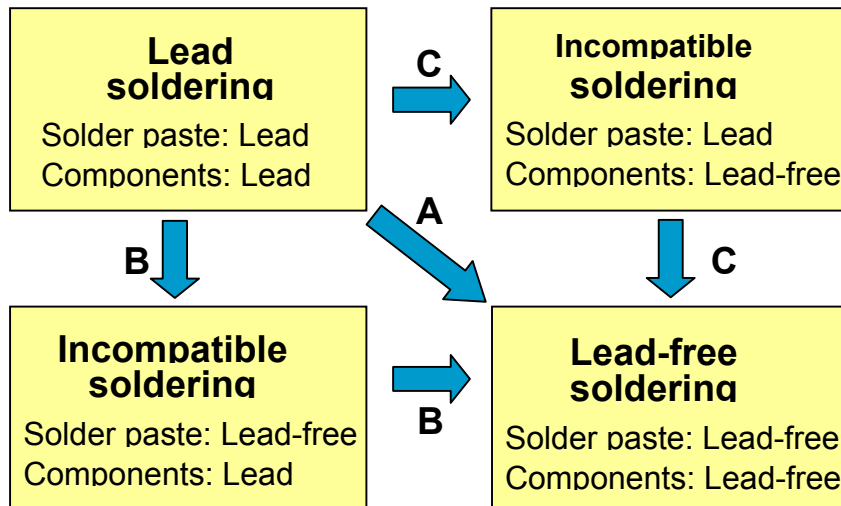 Lead
soldering
Solder paste: Lead
Components: Lead
C
Incompatible
soldering
Solder paste: Lead
Components: Lead-free
A
B
C
Incompatible
soldering
Solder paste: Lead-free
Components: Lead
B
Lead-free
soldering
Solder paste: Lead-free
Components: Lead-free